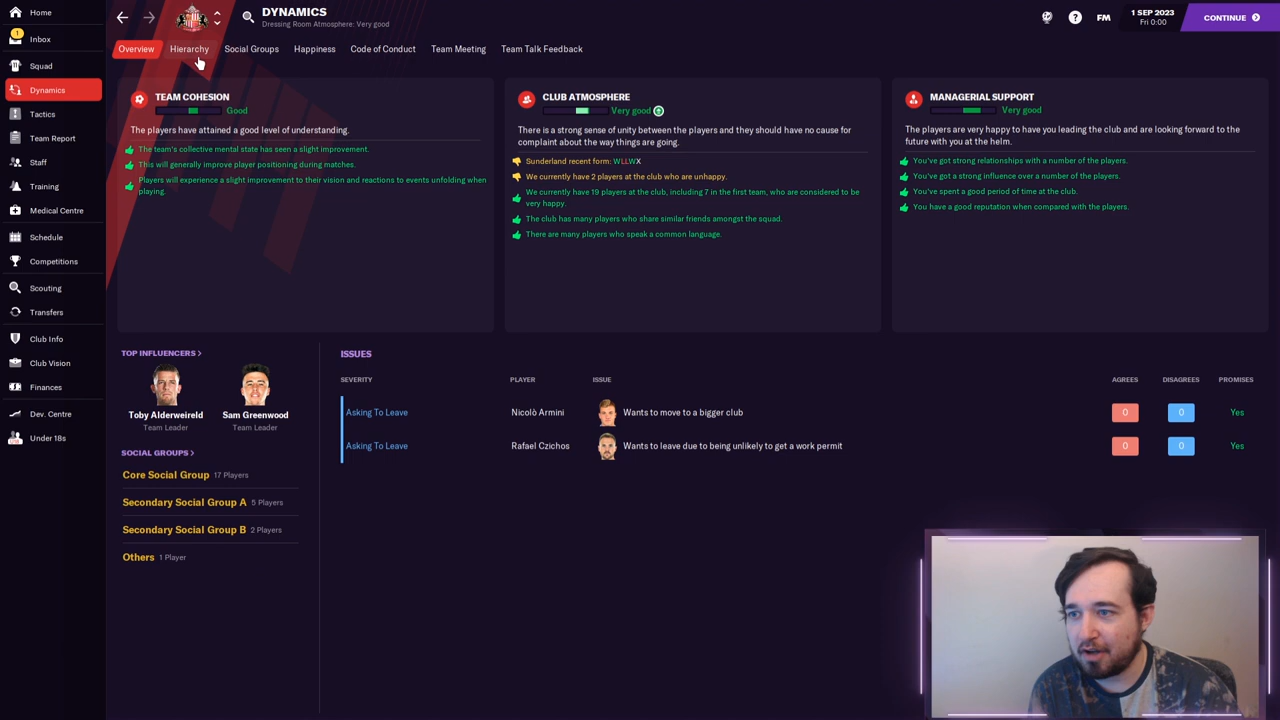 Home
1
Inbox
Squad
Dynamics
Tactics
Team Report
Staff
Training
Medical Centre
Schedule
Competitions
Scouting
Transfers
Club Info
Club Vision
Finances
Dev. Centre
Under 18s
DYNAMICS
Dressing Room Atmosphere: Very good
?
FM
1 SEP 2023
Fri 0:00
CONTINUE
Overview
Hierarchy
Social Groups
Happiness
Code of Conduct
Team Meeting
Team Talk Feedback
TEAM COHESION
Good
The players have attained a good level of understanding.
The team's collective mental state has seen a slight improvement.
This will generally improve player positioning during matches.
Players will experience a slight improvement to their vision and reactions to events unfolding when
playing.
CLUB ATMOSPHERE
Very good
There is a strong sense of unity between the players and they should have no cause for
complaint about the way things are going.
Sunderland recent form: WLLWX
We currently have 2 players at the club who are unhappy.
We currently have 19 players at the club, including 7 in the first team, who are considered to be
very happy.
The club has many players who share similar friends amongst the squad.
There are many players who speak a common language.
MANAGERIAL SUPPORT
Very good
The players are very happy to have you leading the club and are looking forward to the
future with you at the helm.
You've got strong relationships with a number of the players.
You've got a strong influence over a number of the players.
You've spent a good period of time at the club.
You have a good reputation when compared with the players.
TOP INFLUENCERS >
Toby Alderweireld
Team Leader
Sam Greenwood
Team Leader
SOCIAL GROUPS >
Core Social Group 17 Players
Secondary Social Group A 5 Players
Secondary Social Group B 2 Players
Others 1 Player
ISSUES
SEVERITY PLAYER ISSUE AGREES DISAGREES PROMISES
Asking To Leave Nicolò Armini Wants to move to a bigger club 0 0 Yes
Asking To Leave Rafael Czichos Wants to leave due to being unlikely to get a work permit 0 0 Yes